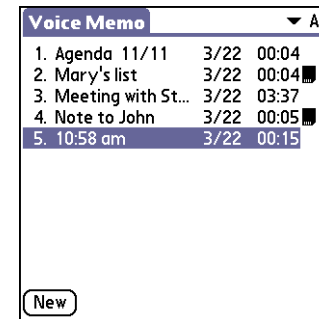 Voice Memo A
1. Agenda 11/11 3/22 00:04
2. Mary's list 3/22 00:04
3. Meeting with St... 3/22 03:37
4. Note to John 3/22 00:05
5. 10:58 am 3/22 00:15
New